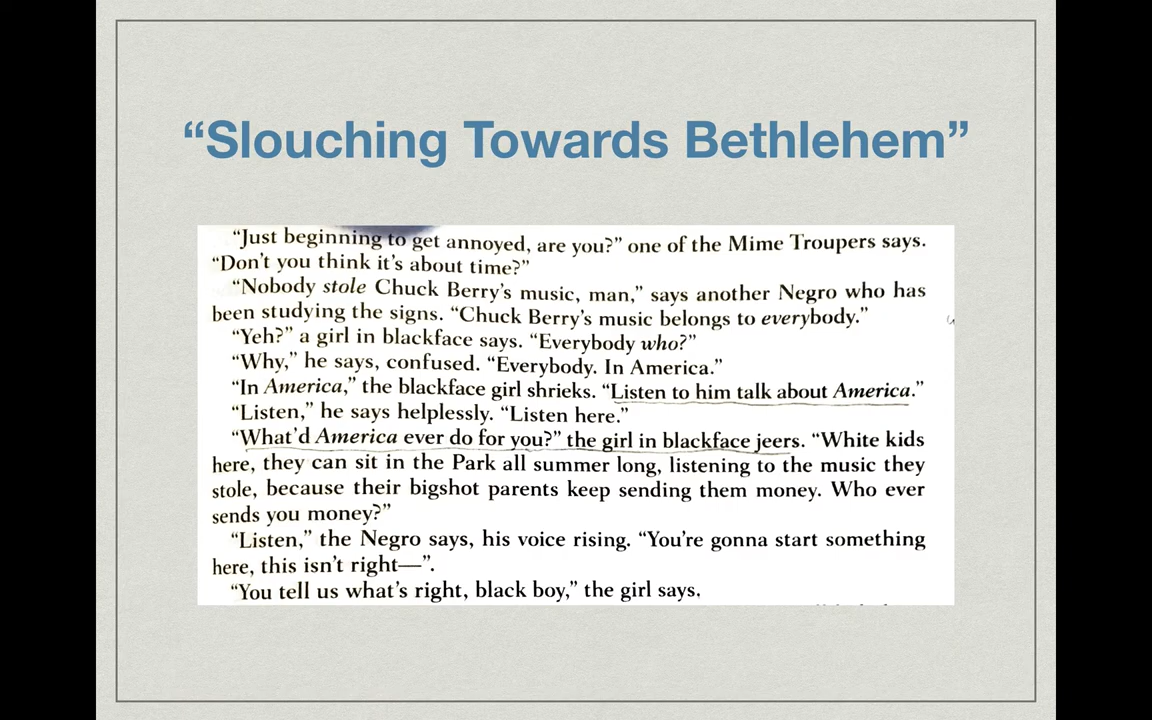 “Slouching Towards Bethlehem”
“Just beginning to get annoyed, are you?” one of the Mime Troupers says.
“Don’t you think it’s about time?”
“Nobody stole Chuck Berry’s music, man,” says another Negro who has
been studying the signs. “Chuck Berry’s music belongs to everybody.”
“Yeh?” a girl in blackface says. “Everybody who?”
“Why,” he says, confused. “Everybody. In America.”
“In America,” the blackface girl shrieks. “Listen to him talk about America.”
“Listen,” he says helplessly. “Listen here.”
“What’d America ever do for you?” the girl in blackface jeers. “White kids
here, they can sit in the Park all summer long, listening to the music they
stole, because their bigshot parents keep sending them money. Who ever
sends you money?”
“Listen,” the Negro says, his voice rising. “You’re gonna start something
here, this isn’t right—”.
“You tell us what’s right, black boy,” the girl says.